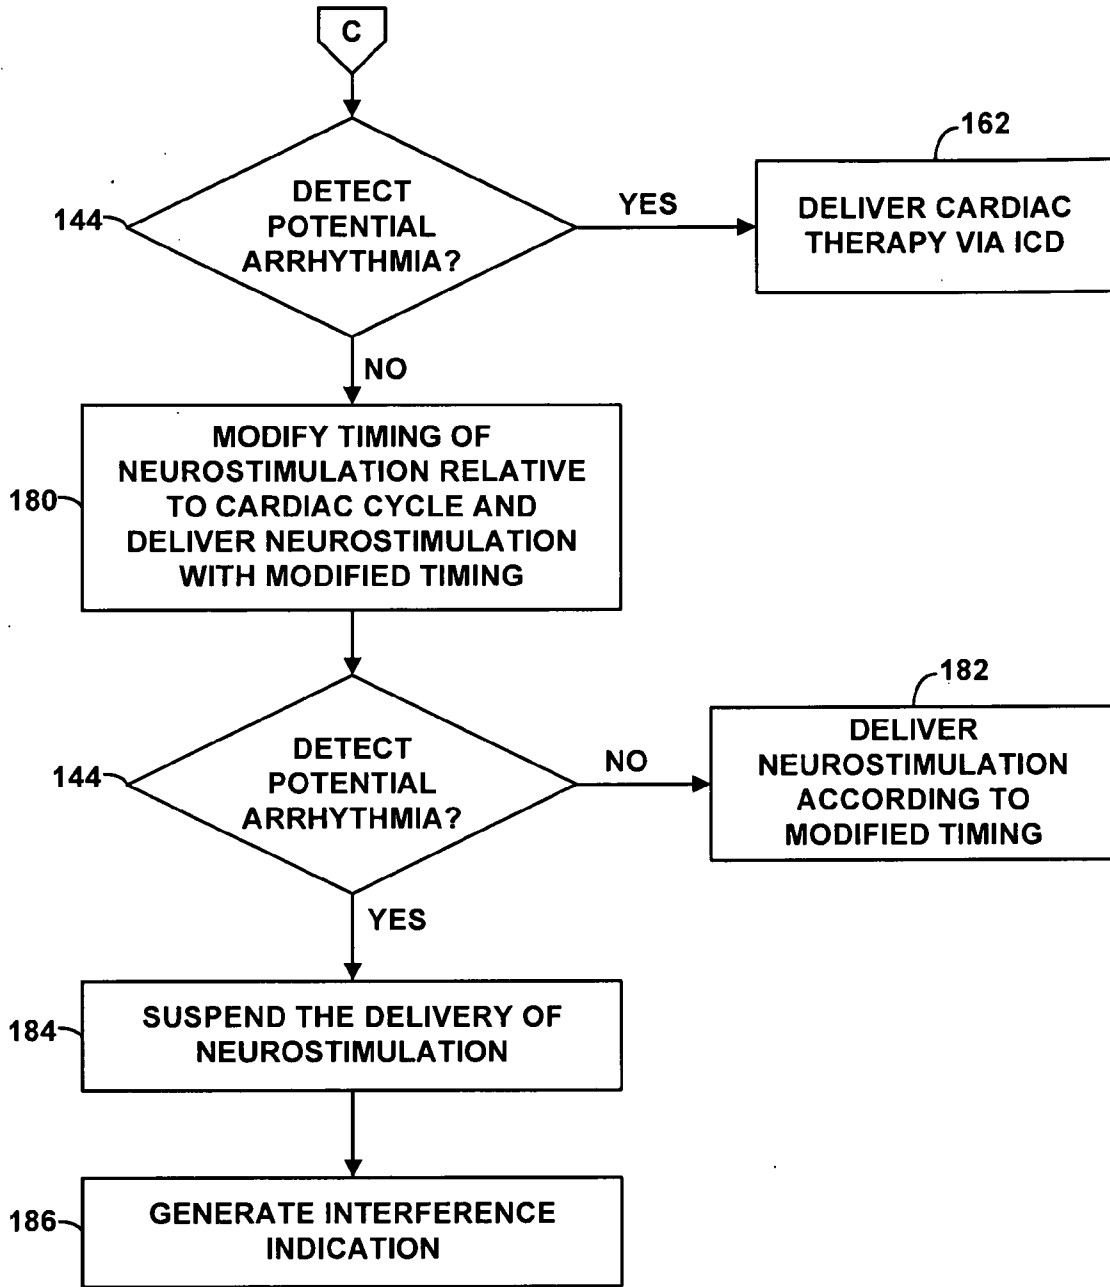 C
144
DETECT
POTENTIAL
ARRHYTHMIA?
YES
162
DELIVER CARDIAC
THERAPY VIA ICD
NO
180
MODIFY TIMING OF
NEUROSTIMULATION RELATIVE
TO CARDIAC CYCLE AND
DELIVER NEUROSTIMULATION
WITH MODIFIED TIMING
144
DETECT
POTENTIAL
ARRHYTHMIA?
NO
182
DELIVER
NEUROSTIMULATION
ACCORDING TO
MODIFIED TIMING
YES
184
SUSPEND THE DELIVERY OF
NEUROSTIMULATION
186
GENERATE INTERFERENCE
INDICATION